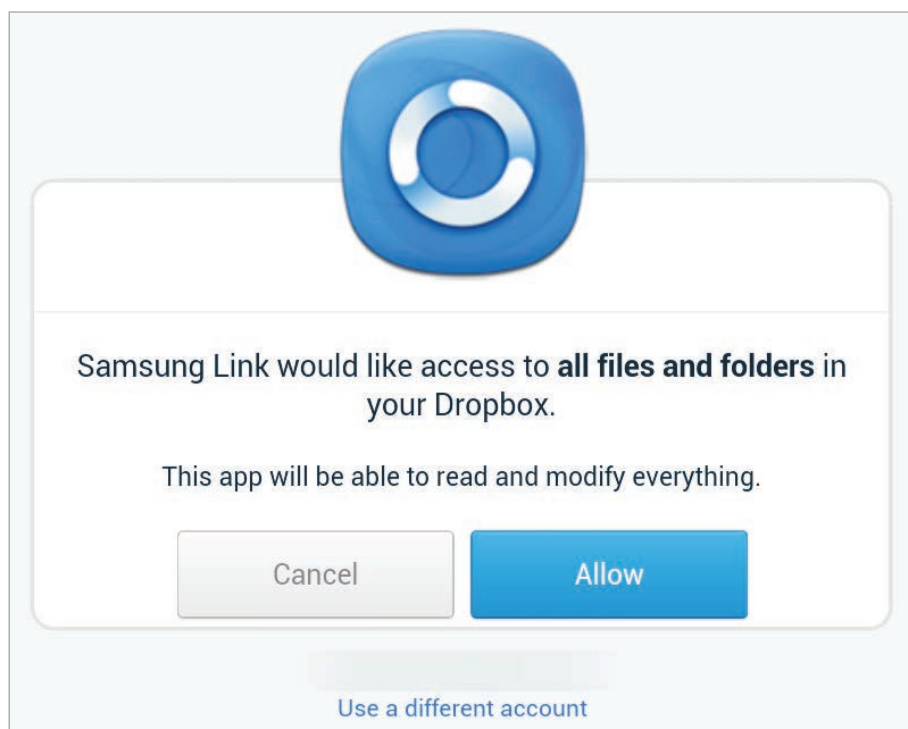 Samsung Link would like access to all files and folders in
your Dropbox.
This app will be able to read and modify everything.
Cancel
Allow
Use a different account